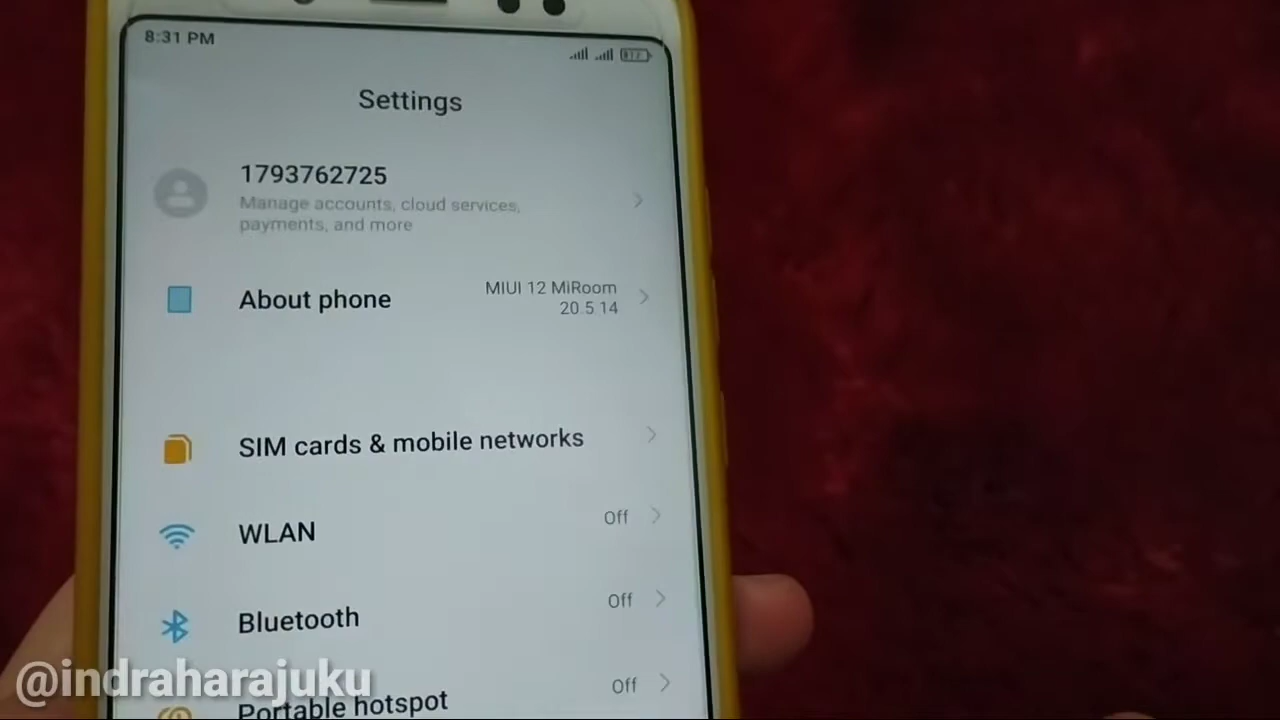 8:31 PM
Settings
1793762725
Manage accounts, cloud services,
payments, and more
About phone
MIUI 12 MiRoom
20.5.14
SIM cards & mobile networks
WLAN
Off
Bluetooth
Off
Portable hotspot
Off
@indraharajuku